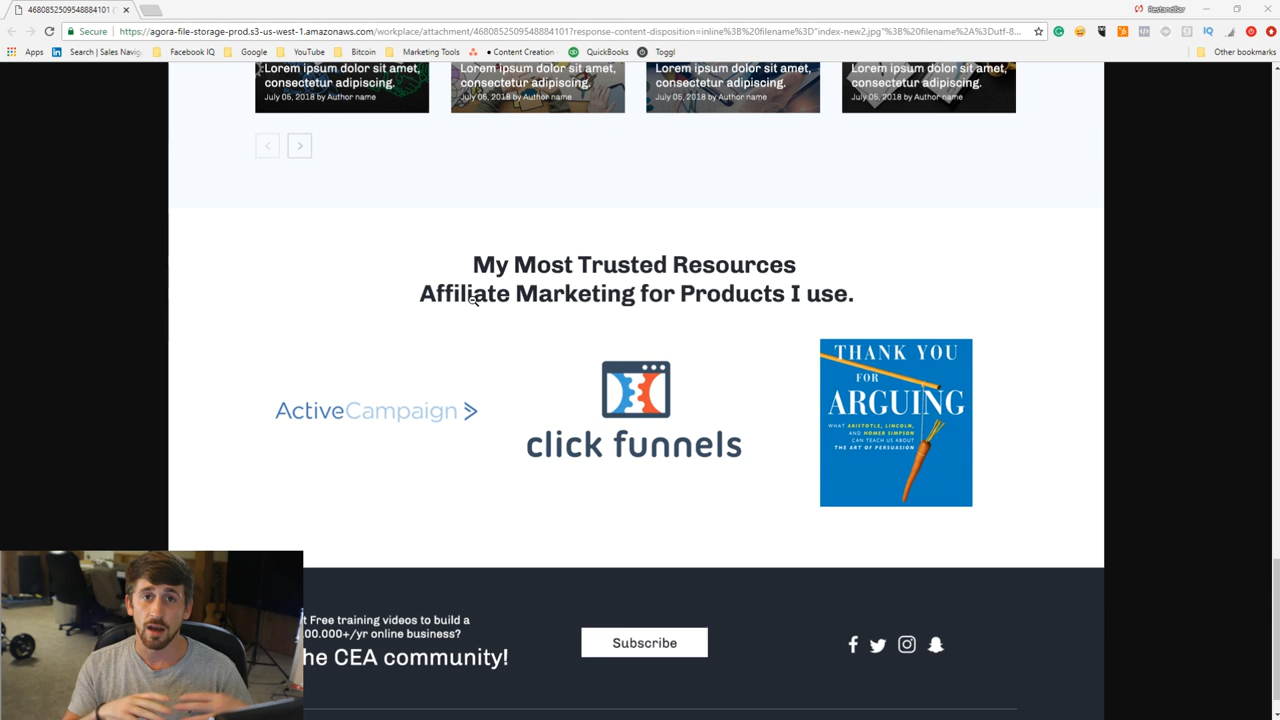 4680852509548884101 (
RestandBar
Secure
https://agora-file-storage-prod.s3-us-west-1.amazonaws.com/workplace/attachment/4680852509548884101?response-content-disposition=inline%3B%20filename%3D"index-new2.jpg"%3B%20filename%2A%3Dutf-8...
Apps
Search | Sales Navig
Facebook IQ
Google
YouTube
Bitcoin
Marketing Tools
• Content Creation
QuickBooks
Toggl
Other bookmarks
Lorem ipsum dolor sit amet,
consectetur adipiscing.
July 05, 2018 by Author name
Lorem ipsum dolor sit amet,
consectetur adipiscing.
July 05, 2018 by Author name
Lorem ipsum dolor sit amet,
consectetur adipiscing.
July 05, 2018 by Author name
Lorem ipsum dolor sit amet,
consectetur adipiscing.
July 05, 2018 by Author name
My Most Trusted Resources
Affiliate Marketing for Products I use.
ActiveCampaign >
click funnels
THANK YOU
FOR
ARGUING
WHAT ARISTOTLE, LINCOLN,
AND HOMER SIMPSON
CAN TEACH US ABOUT
THE ART OF PERSUASION
t Free training videos to build a
00.000+/yr online business?
he CEA community!
Subscribe